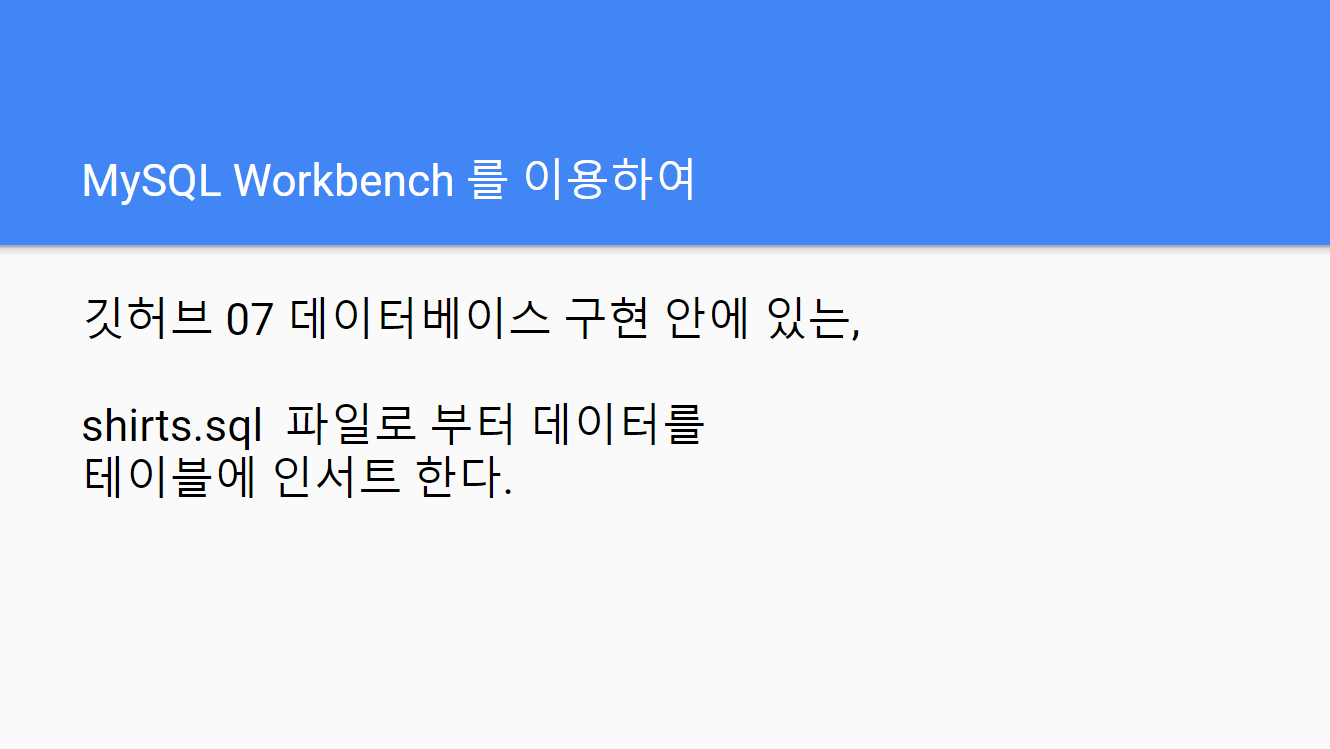 MySQL Workbench 를 이용하여
깃허브 07 데이터베이스 구현 안에 있는,
shirts.sql 파일로 부터 데이터를
테이블에 인서트 한다.